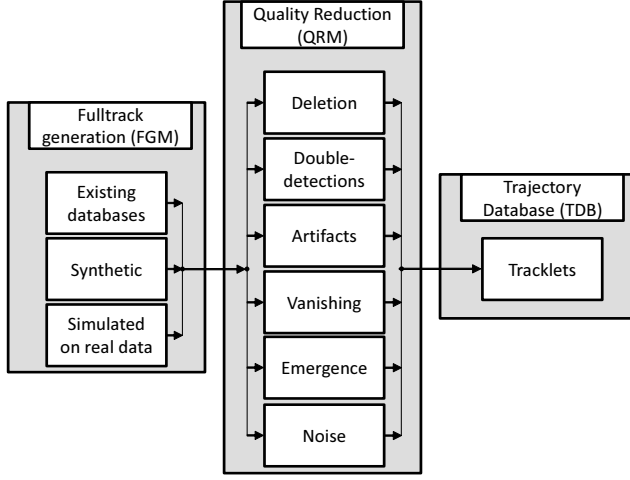 Fulltrack
generation (FGM)
Existing
databases
Synthetic
Simulated
on real data
Quality Reduction
(QRM)
Deletion
Double-
detections
Artifacts
Vanishing
Emergence
Noise
Trajectory
Database (TDB)
Tracklets